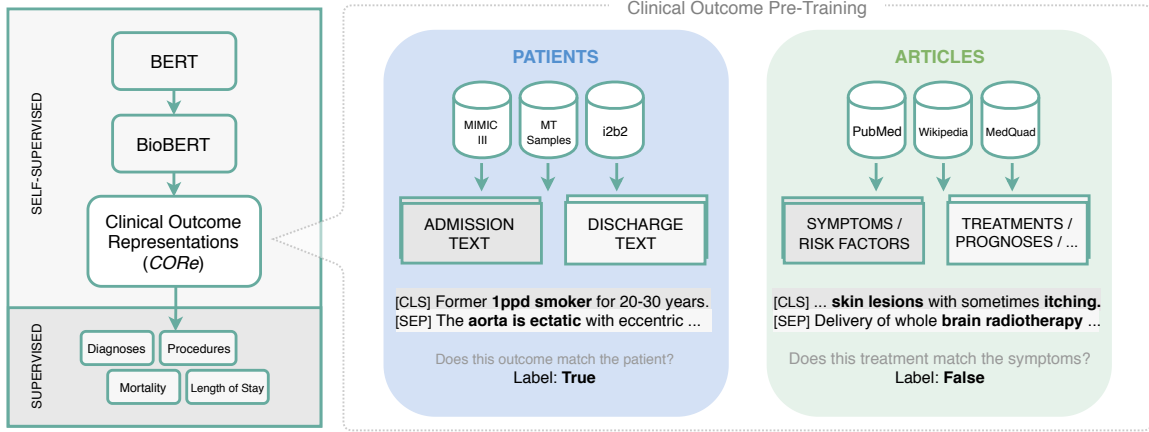 Clinical Outcome Pre-Training
SELF-SUPERVISED
BERT
BioBERT
Clinical Outcome
Representations
(CORe)
SUPERVISED
Diagnoses
Procedures
Mortality
Length of Stay
PATIENTS
MIMIC
III
MT
Samples
i2b2
ADMISSION
TEXT
DISCHARGE
TEXT
[CLS] Former 1ppd smoker for 20-30 years.
[SEP] The aorta is ectatic with eccentric ...
Does this outcome match the patient?
Label: True
ARTICLES
PubMed
Wikipedia
MedQuad
SYMPTOMS /
RISK FACTORS
TREATMENTS /
PROGNOSES / ...
[CLS] ... skin lesions with sometimes itching.
[SEP] Delivery of whole brain radiotherapy ...
Does this treatment match the symptoms?
Label: False